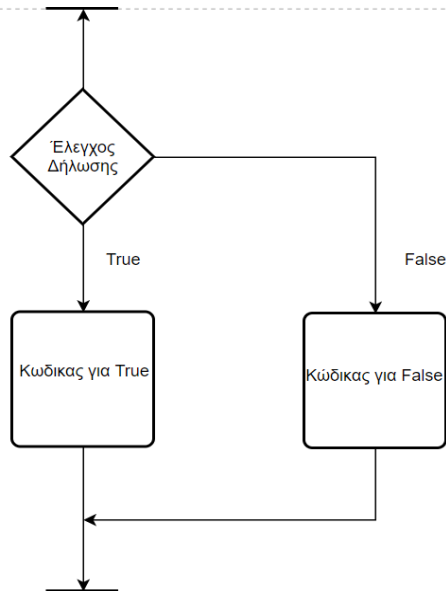 Έλεγχος
Δήλωσης
True
False
Κωδικας για True
Κώδικας για False